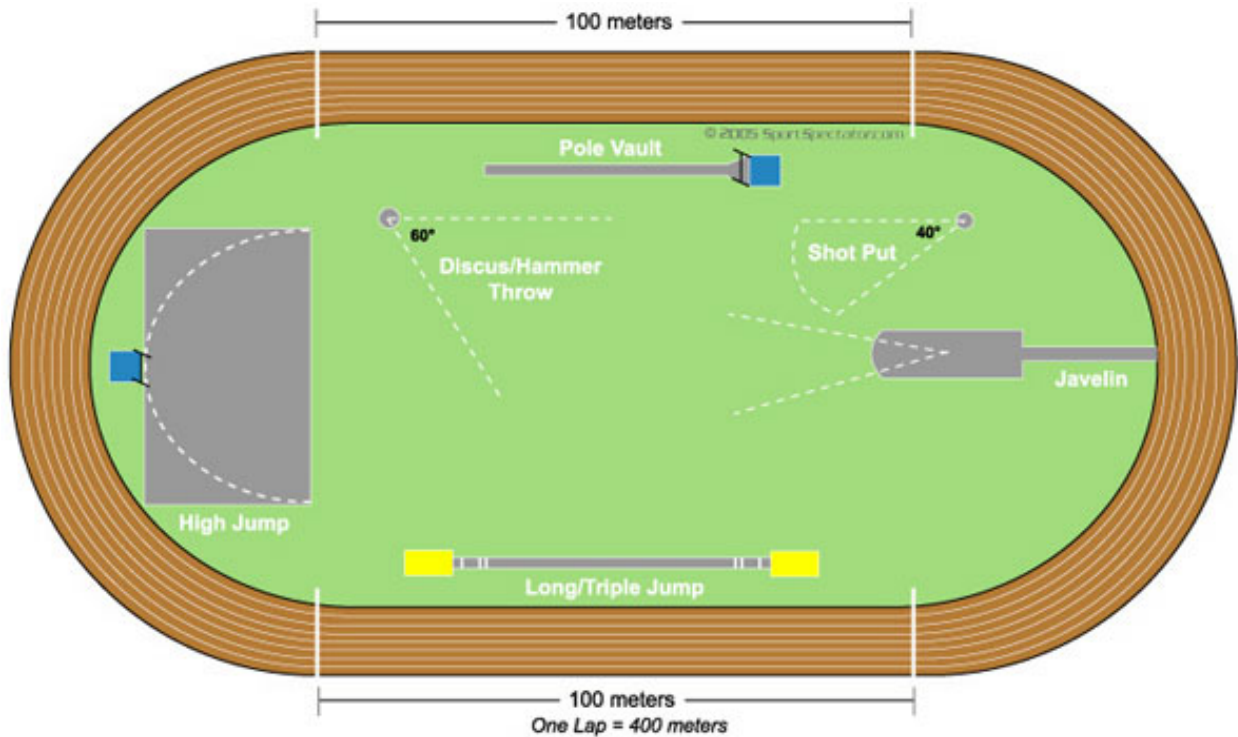 100 meters
© 2005 SportSpectator.com
Pole Vault
60°
40°
Discus/Hammer
Throw
Shot Put
Javelin
High Jump
Long/Triple Jump
100 meters
One Lap = 400 meters